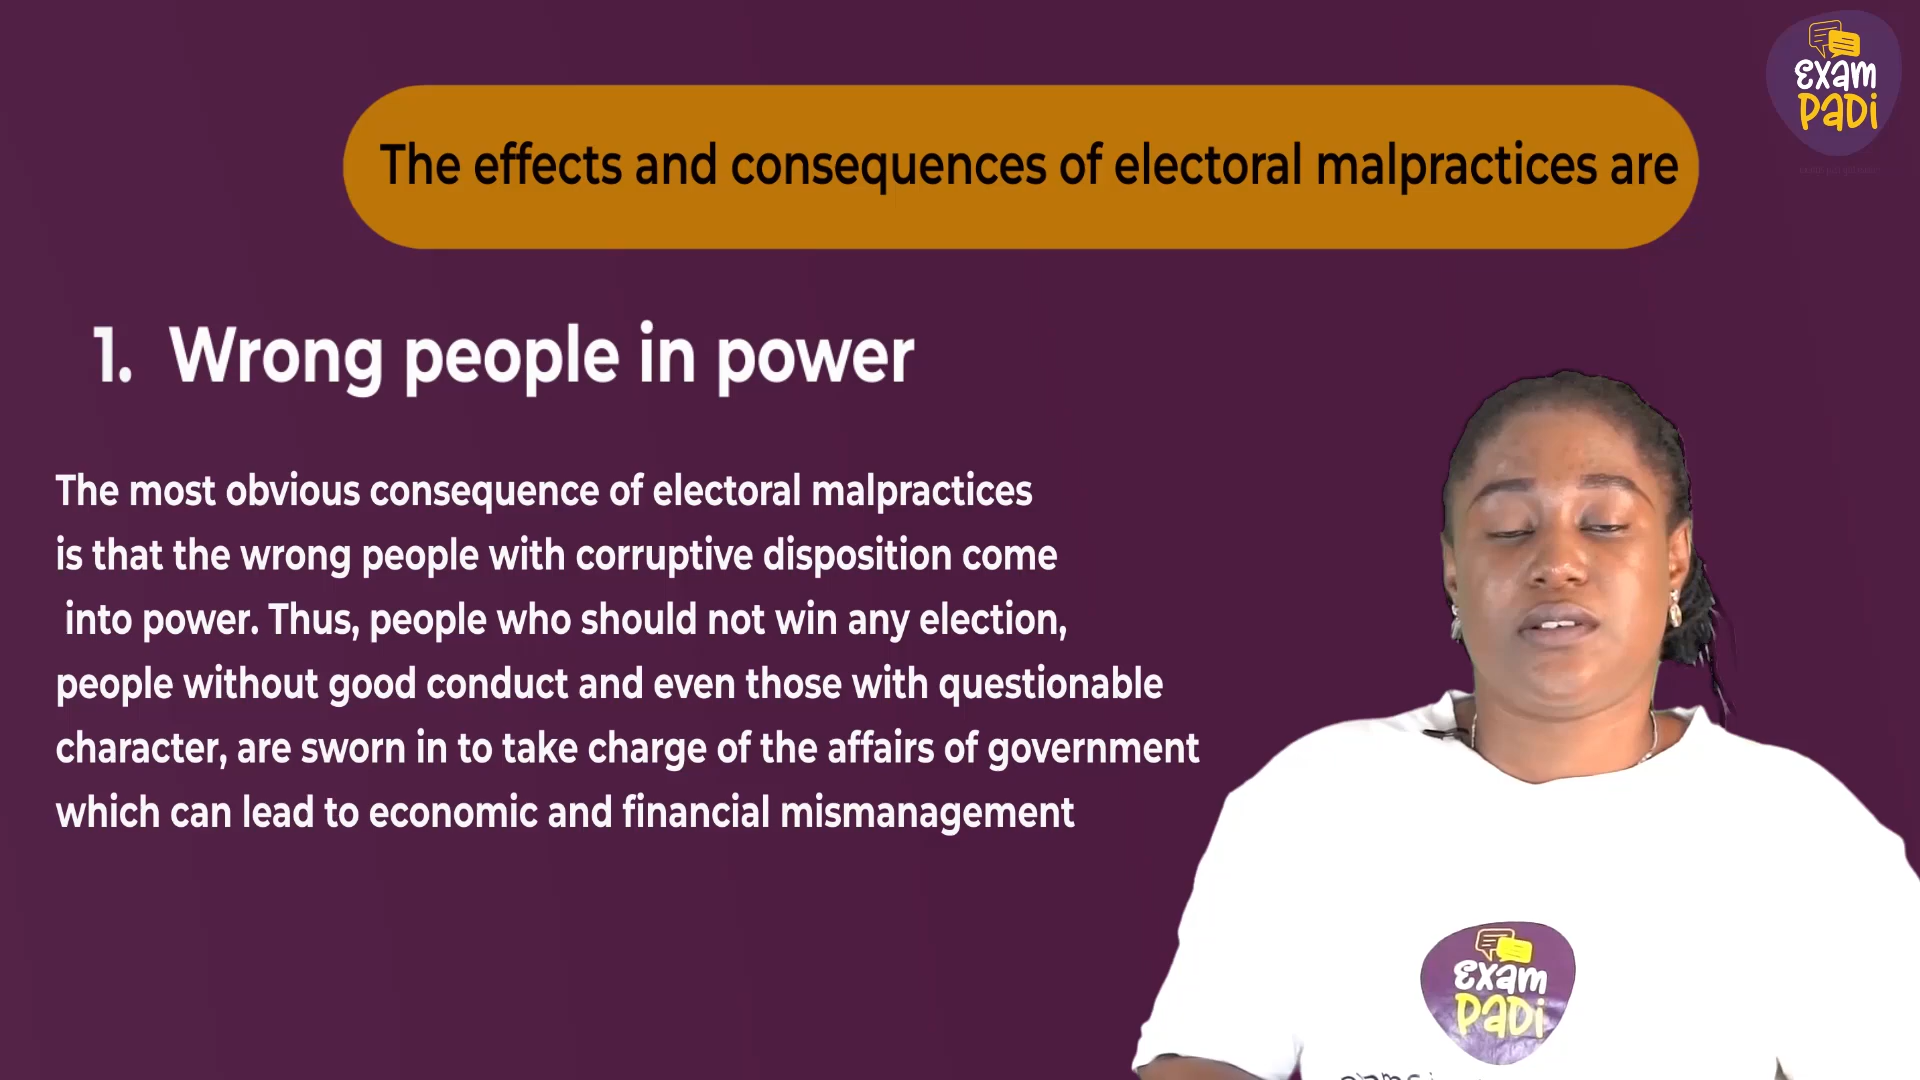 exam
PaDi
The effects and consequences of electoral malpractices are
1. Wrong people in power
The most obvious consequence of electoral malpractices
is that the wrong people with corruptive disposition come
into power. Thus, people who should not win any election,
people without good conduct and even those with questionable
character, are sworn in to take charge of the affairs of government
which can lead to economic and financial mismanagement
exam
PaDi